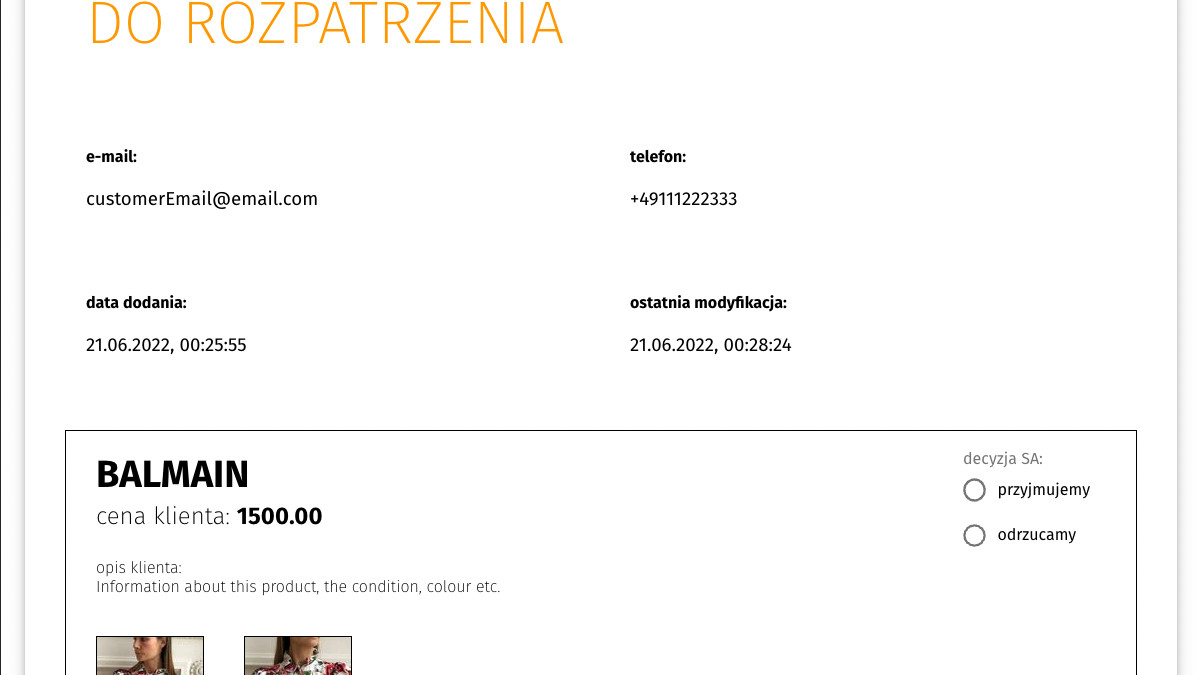 DO ROZPATRZENIA
e-mail:
customerEmail@email.com
telefon:
+49111222333
data dodania:
21.06.2022, 00:25:55
ostatnia modyfikacja:
21.06.2022, 00:28:24
BALMAIN
cena klienta: 1500.00
opis klienta:
Information about this product, the condition, colour etc.
decyzja SA:
przyjmujemy
odrzucamy